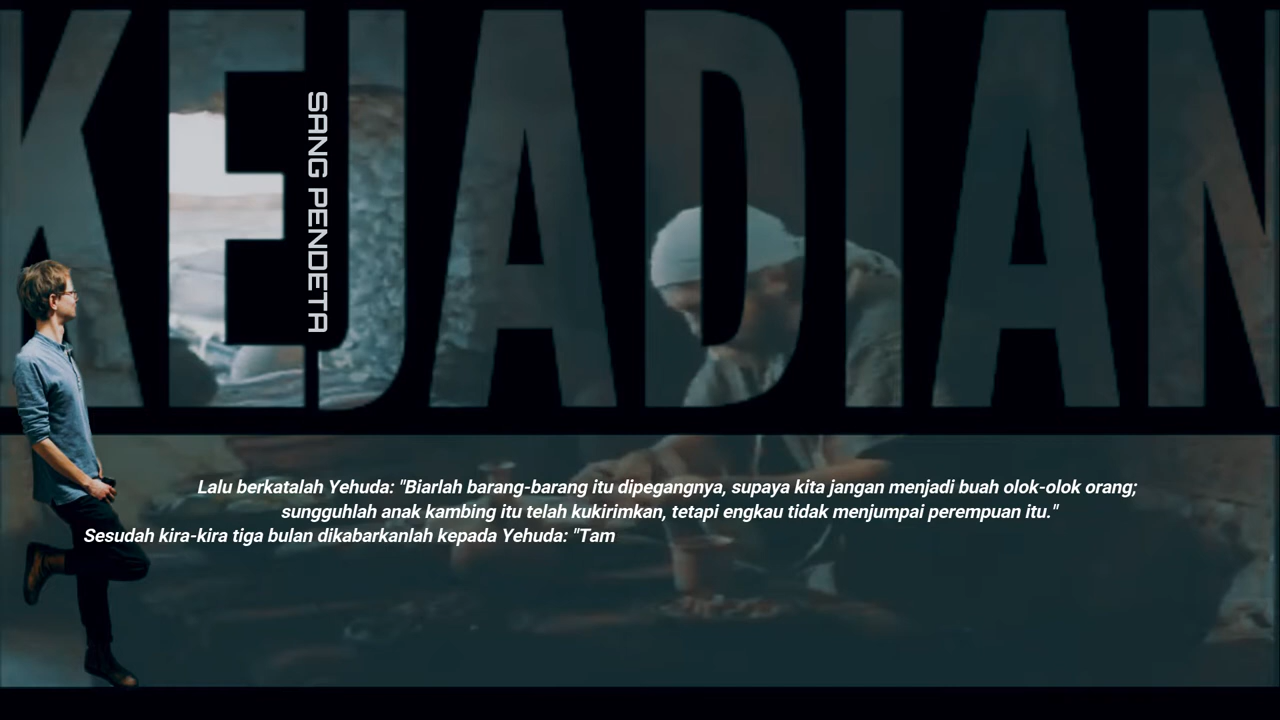 KEJADIAN
SANG PENDETA
Lalu berkatalah Yehuda: "Biarlah barang-barang itu dipegangnya, supaya kita jangan menjadi buah olok-olok orang;
sungguhlah anak kambing itu telah kukirimkan, tetapi engkau tidak menjumpai perempuan itu."
Sesudah kira-kira tiga bulan dikabarkanlah kepada Yehuda: "Tam